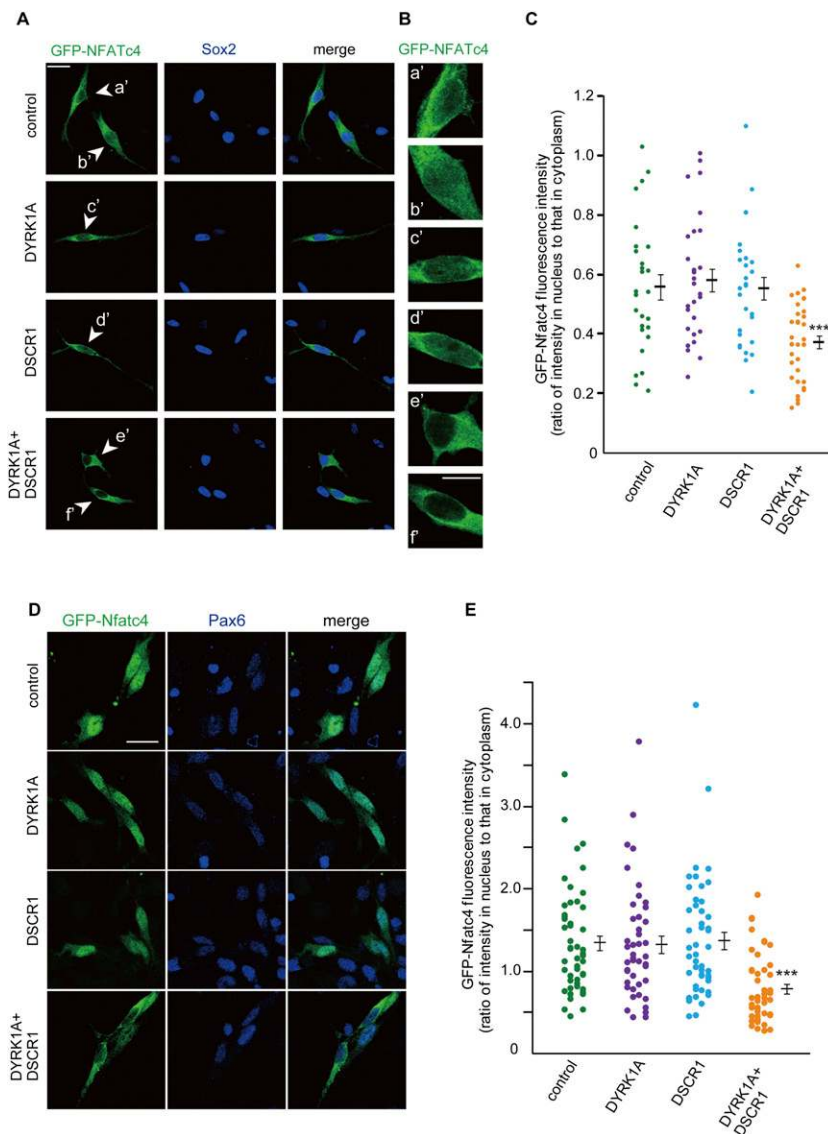 A
GFP-NFATc4 Sox2 merge
control
a'
b'
DYRK1A
c'
DSCR1
d'
DYRK1A+
DSCR1
e'
f'
B
GFP-NFATc4
a'
b'
c'
d'
e'
f'
C
GFP-Nfatc4 fluorescence intensity
(ratio of intensity in nucleus to that in cytoplasm)
1.2
1.0
0.8
0.6
0.4
0.2
0
***
control
DYRK1A
DSCR1
DYRK1A+
DSCR1
D
GFP-Nfatc4 Pax6 merge
control
DYRK1A
DSCR1
DYRK1A+
DSCR1
E
GFP-Nfatc4 fluorescence intensity
(ratio of intensity in nucleus to that in cytoplasm)
4.0
3.0
2.0
1.0
0
***
control
DYRK1A
DSCR1
DYRK1A+
DSCR1